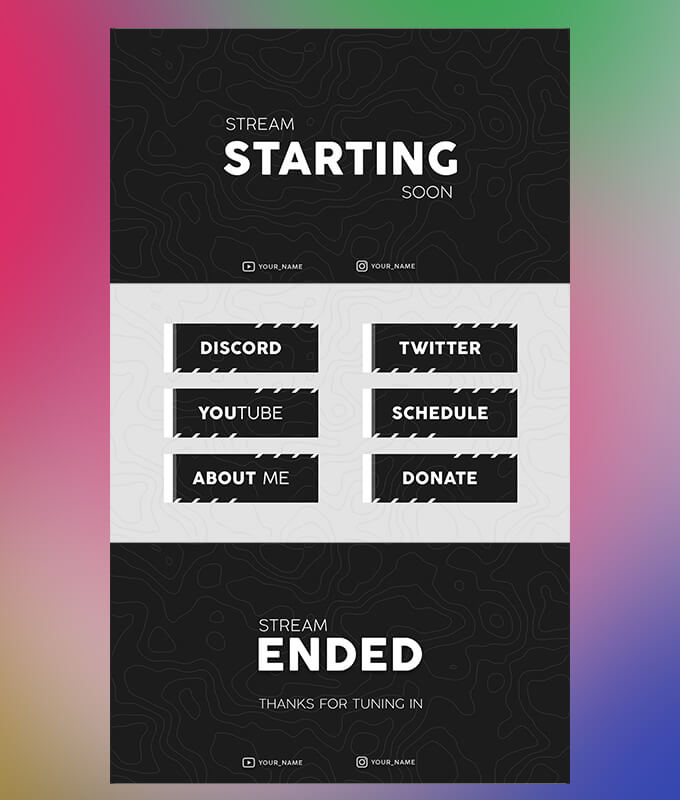 STREAM
STARTING
SOON
YOUR_NAME YOUR_NAME
DISCORD TWITTER
YOUTUBE SCHEDULE
ABOUT ME DONATE
STREAM
ENDED
THANKS FOR TUNING IN
YOUR_NAME YOUR_NAME